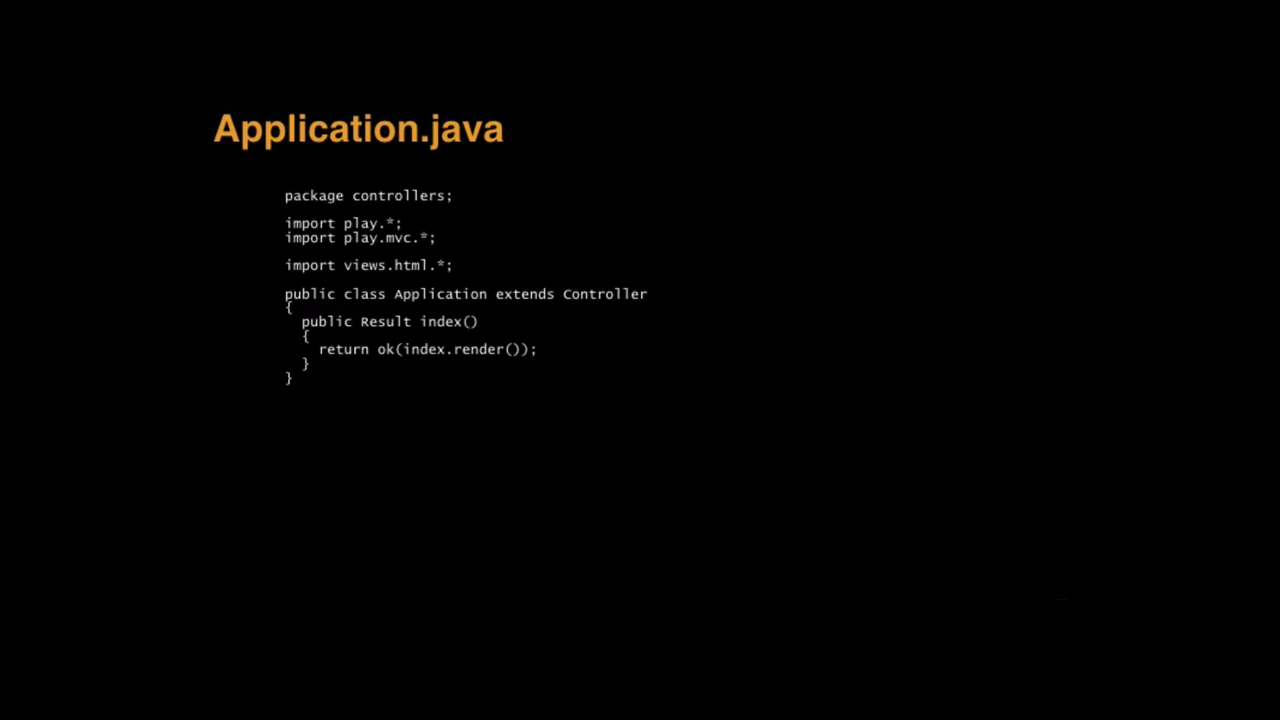 Application.java
package controllers;
import play.*;
import play.mvc.*;
import views.html.*;
public class Application extends Controller
{
  public Result index()
  {
    return ok(index.render());
  }
}